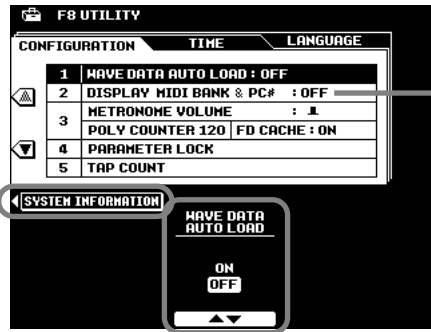 F8 UTILITY
CONFIGURATION TIME LANGUAGE
1 WAVE DATA AUTO LOAD : OFF
2 DISPLAY MIDI BANK & PC# : OFF
3 METRONOME VOLUME :
POLY COUNTER 120 FD CACHE : ON
4 PARAMETER LOCK
5 TAP COUNT
SYSTEM INFORMATION
WAVE DATA
AUTO LOAD
ON
OFF